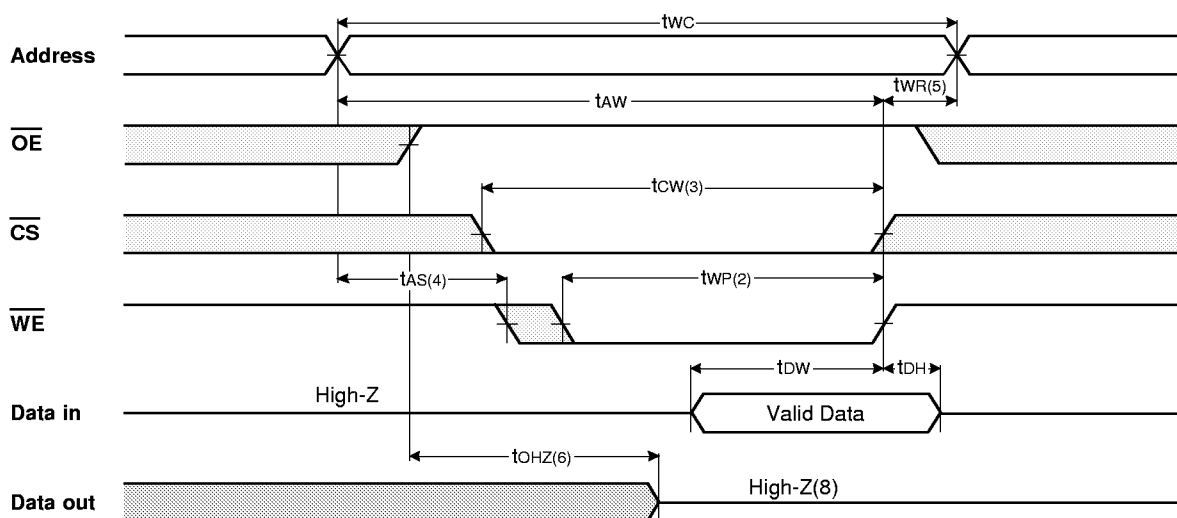 tWC
Address
tWR(5)
tAW
OE
tCW(3)
CS
tAS(4)
tWP(2)
WE
tDW
tDH
High-Z
Data in
Valid Data
tOHZ(6)
High-Z(8)
Data out